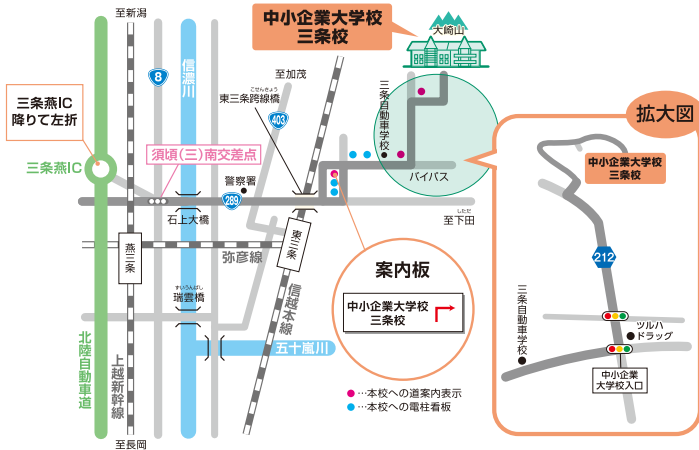 至新潟
8
信濃川
至加茂
こせんきょう
東三条跨線橋
403
中小企業大学校
三条校
大崎山
三条自動車学校
三条燕IC
降りて左折
三条燕IC
須頃(三)南交差点
警察署
289
石上大橋
バイパス
しただ
至下田
燕三条
弥彦線
東三条
ずいうんばし
瑞雲橋
信越本線
五十嵐川
北陸自動車道
上越新幹線
至長岡
案内板
中小企業大学校
三条校
●…本校への道案内表示
●…本校への電柱看板
拡大図
中小企業大学校
三条校
212
三条自動車学校
ツルハ
ドラッグ
中小企業
大学校入口